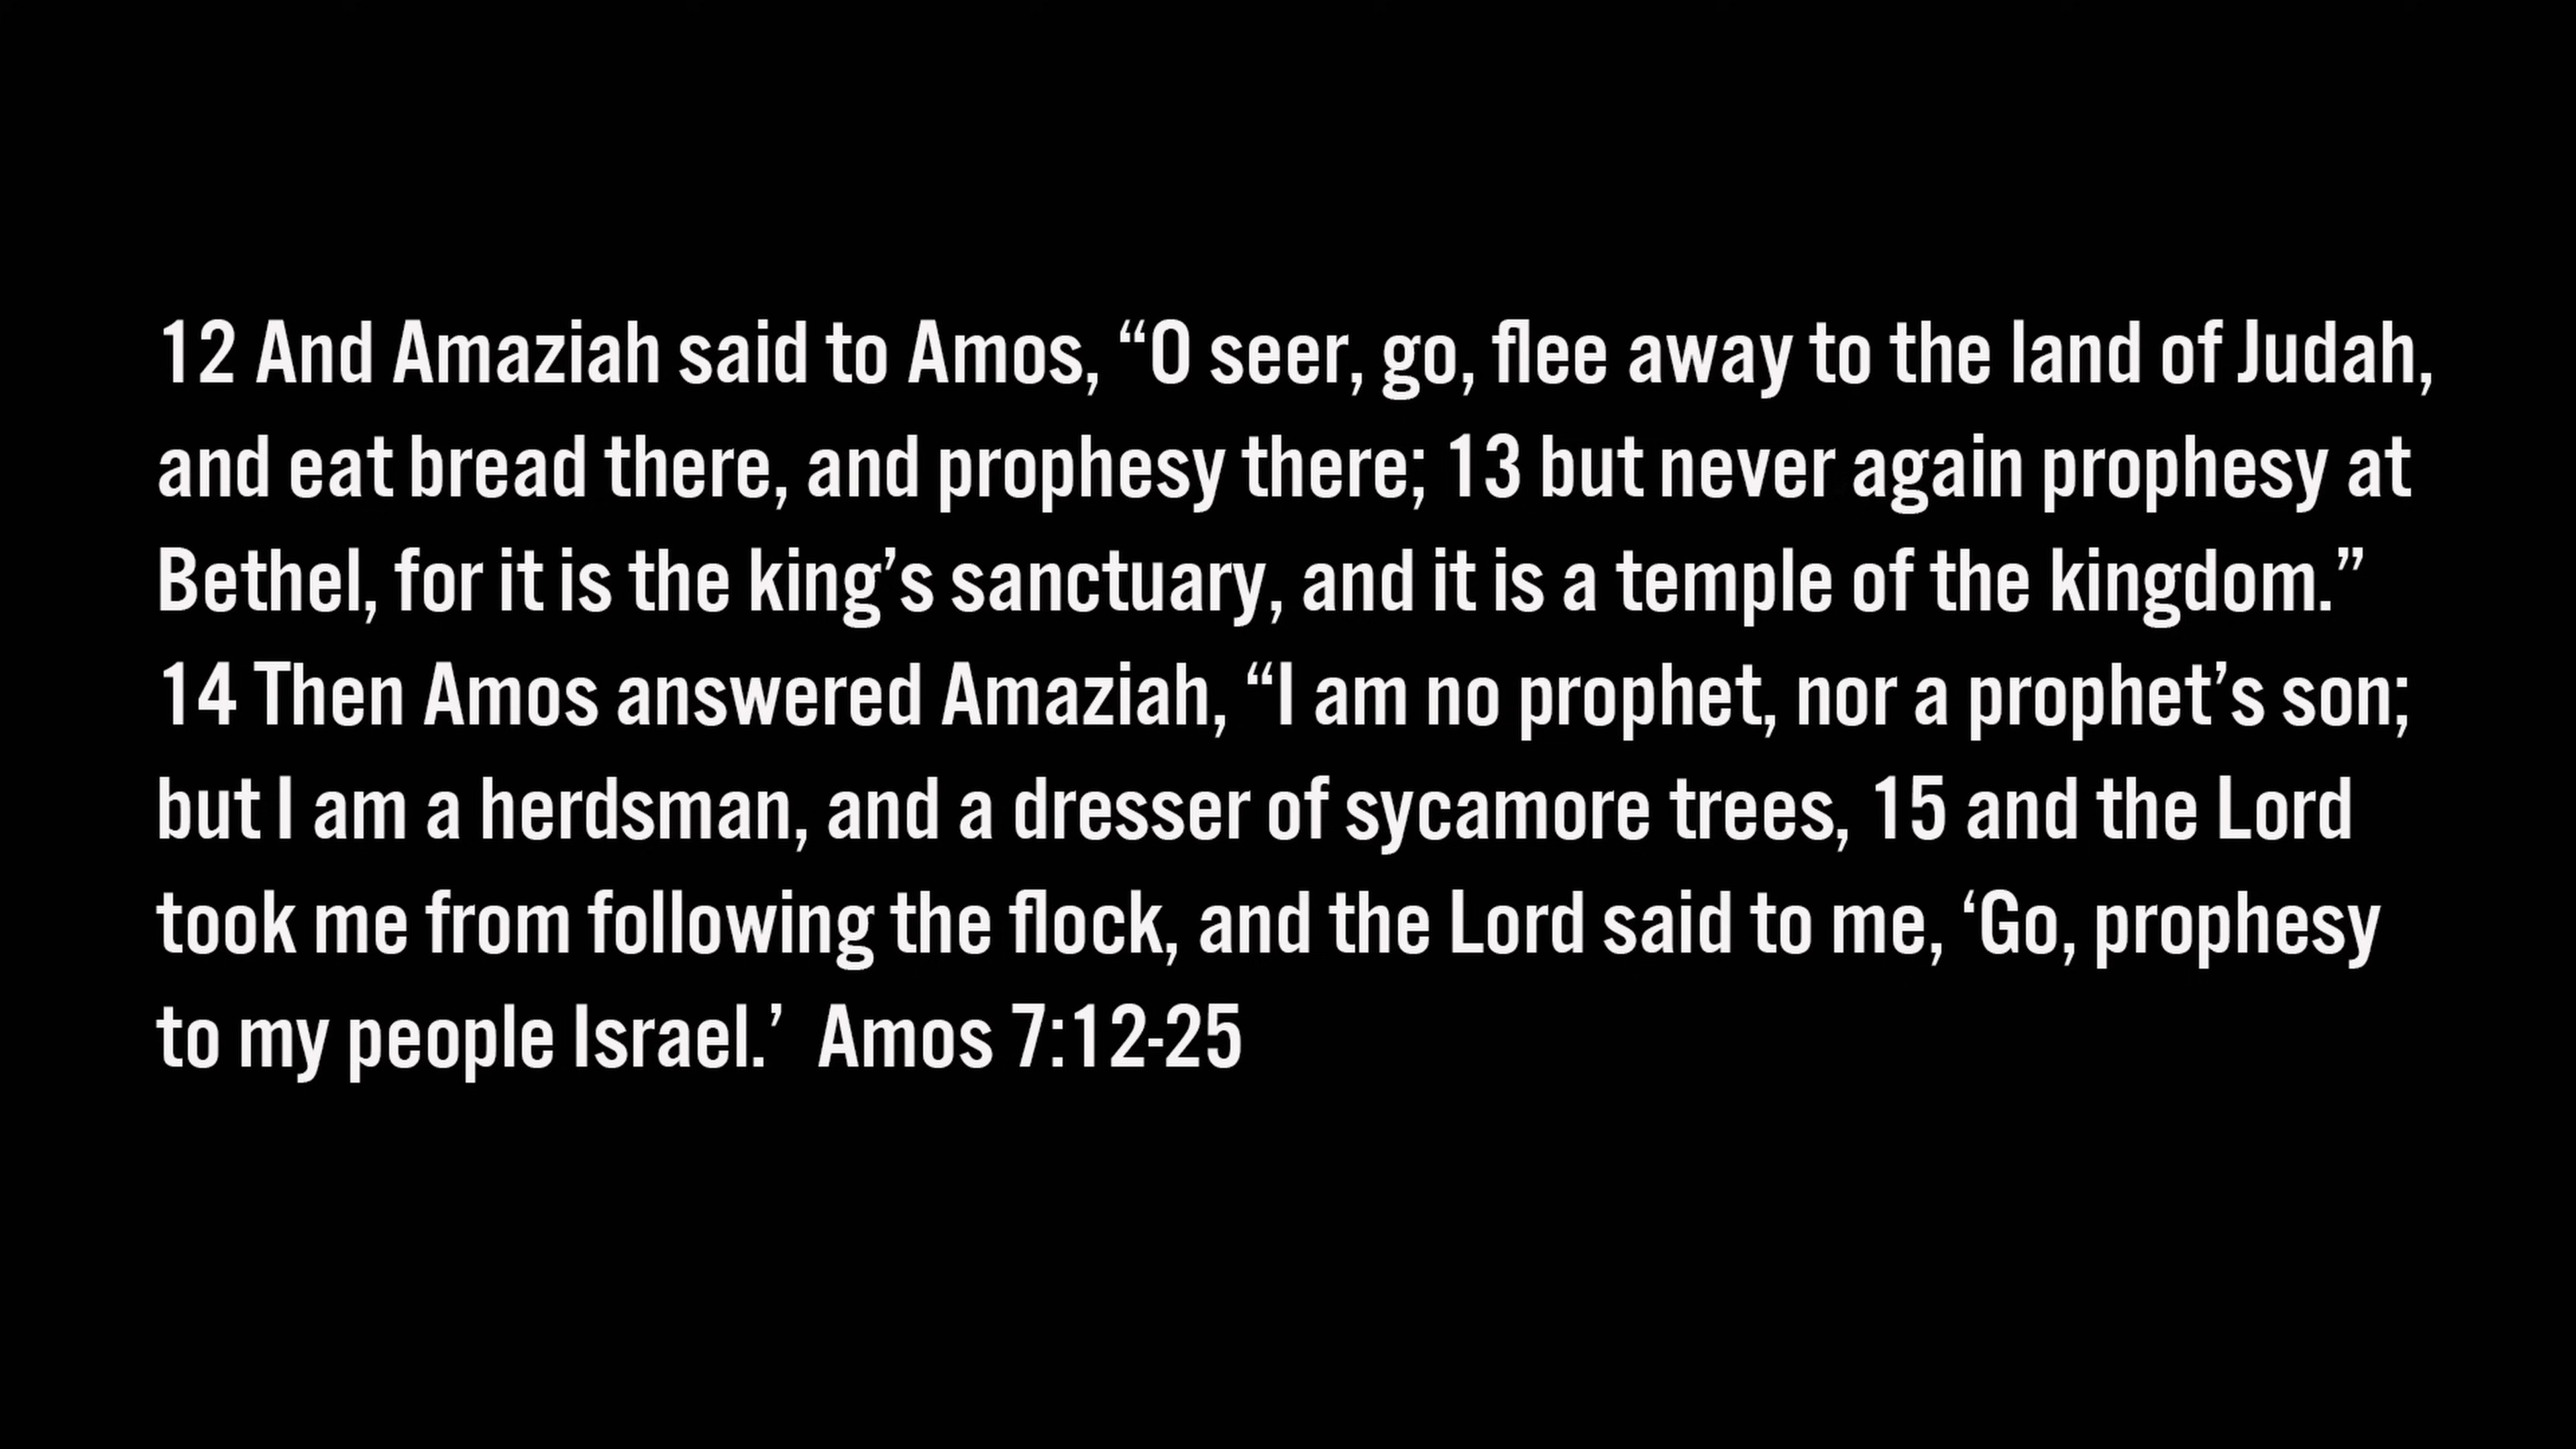 12 And Amaziah said to Amos, “O seer, go, flee away to the land of Judah,
and eat bread there, and prophesy there; 13 but never again prophesy at
Bethel, for it is the king’s sanctuary, and it is a temple of the kingdom.”
14 Then Amos answered Amaziah, “I am no prophet, nor a prophet’s son;
but I am a herdsman, and a dresser of sycamore trees, 15 and the Lord
took me from following the flock, and the Lord said to me, ‘Go, prophesy
to my people Israel.’  Amos 7:12-25